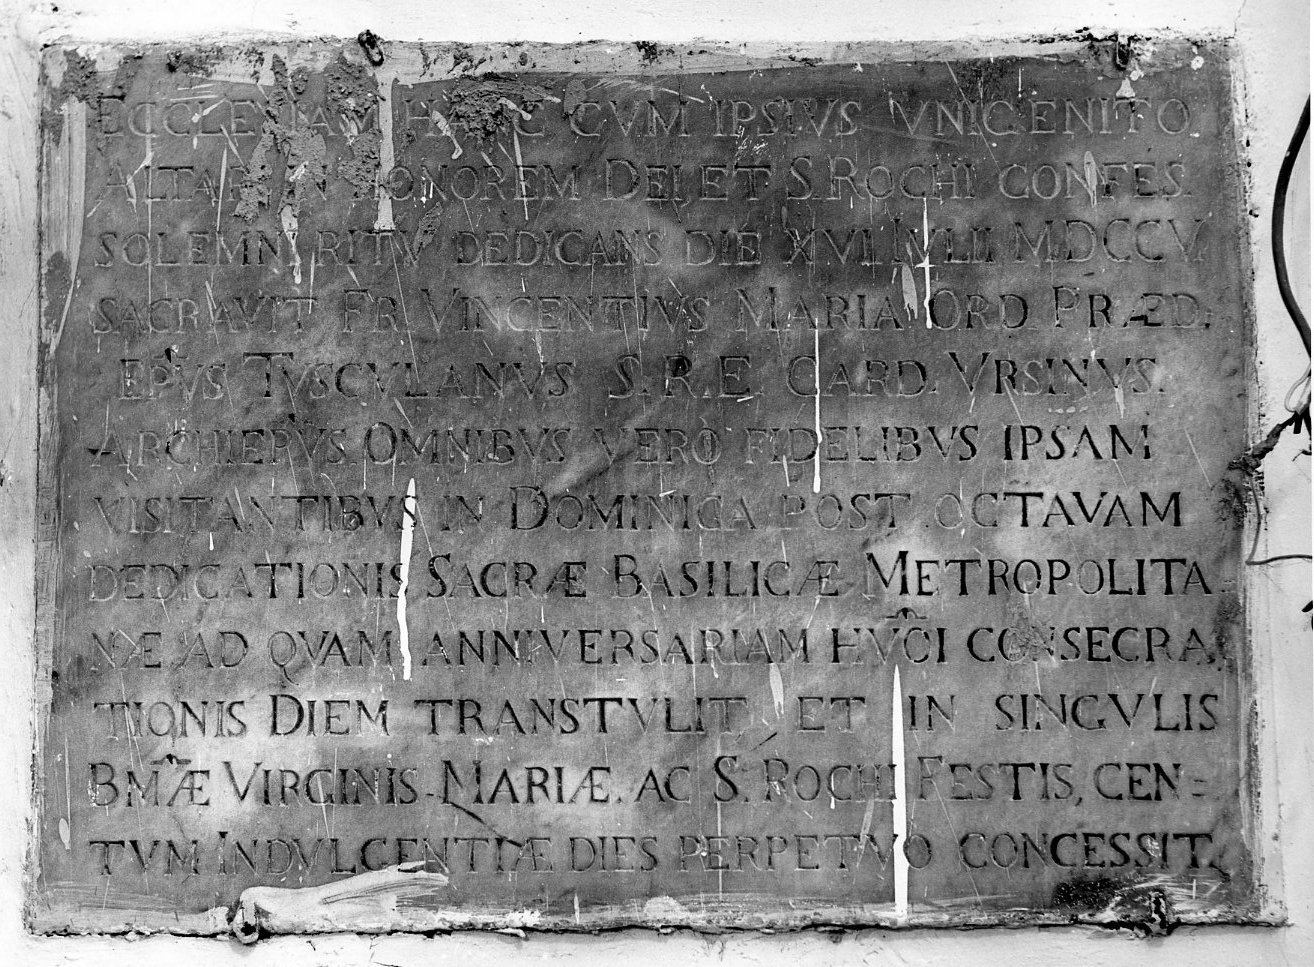 ECCLESIAM HANC CVM IPSIVS VNIGENITO
ALTARI IN HONOREM DEI, ET S. ROCHI CONFES.
SOLEMNI RITV DEDICANS DIE XVI IVLII MDCCV
SACRAVIT FR. VINCENTIVS MARIA ORD PRÆD.
EPVS TVSCVLANVS S.R.E CARD. VRSINVS
ARCHIEPVS. OMNIBVS VERO FIDELIBVS IPSAM
VISITANTIBVS IN DOMINICA POST OCTAVAM
DEDICATIONIS SACRÆ BASILICÆ METROPOLITA
NÆ AD QVAM ANNIVERSARIAM HVÖI CONSECRA
TIONIS DIEM TRANSTVLIT ET IN SINGVLIS
BMÆ VIRGINIS MARIÆ AC S. ROCHI FESTIS, CEN=
TVM INDVLGENTIÆ DIES PERPETVO CONCESSIT.